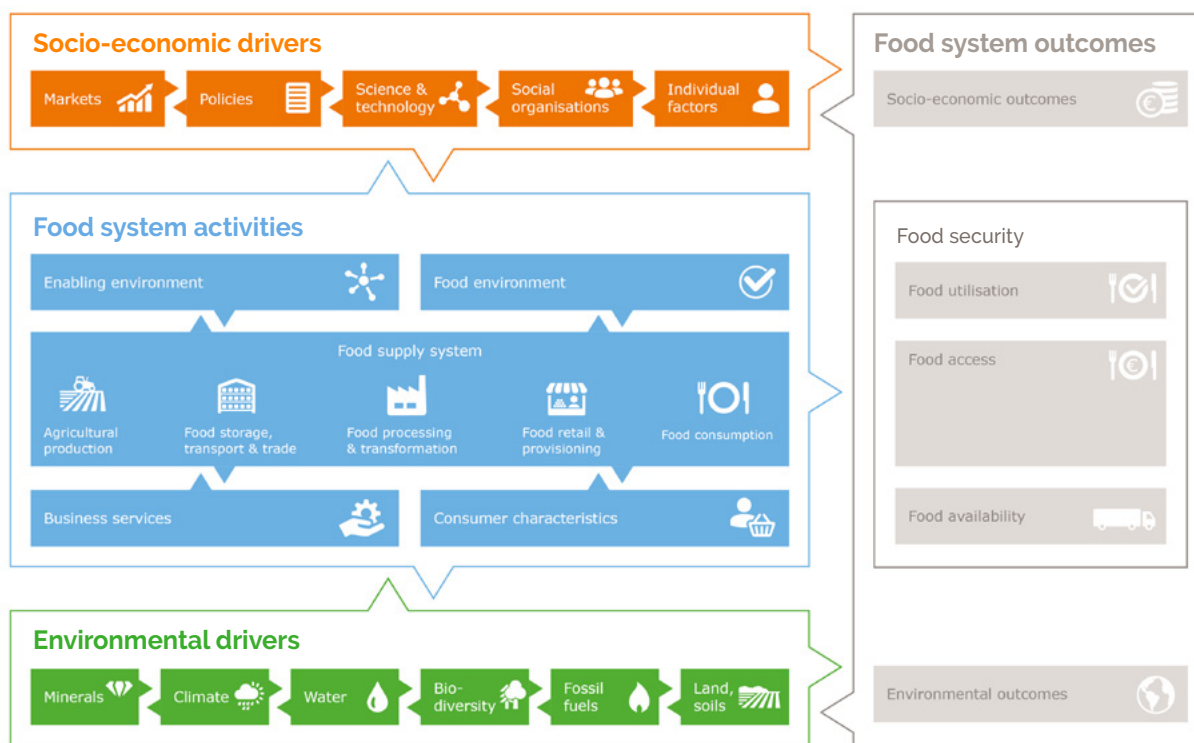 Socio-economic drivers
Markets
Policies
Science &
technology
Social
organisations
Individual
factors
Food system activities
Enabling environment
Food environment
Food supply system
Agricultural
production
Food storage,
transport & trade
Food processing
& transformation
Food retail &
provisioning
Food consumption
Business services
Consumer characteristics
Environmental drivers
Minerals
Climate
Water
Bio-
diversity
Fossil
fuels
Land,
soils
Food system outcomes
Socio-economic outcomes
€
Food security
Food utilisation
Food access
€
Food availability
Environmental outcomes